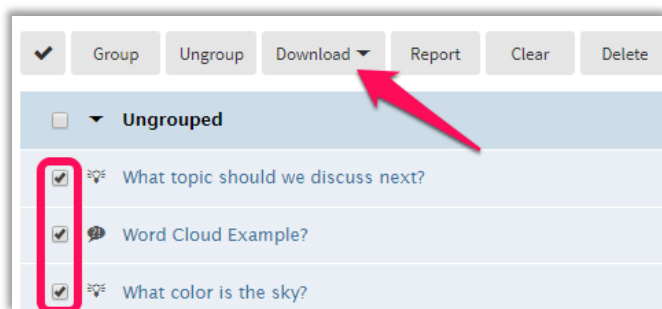 Group Ungroup Download Report Clear Delete
Ungrouped
What topic should we discuss next?
Word Cloud Example?
What color is the sky?